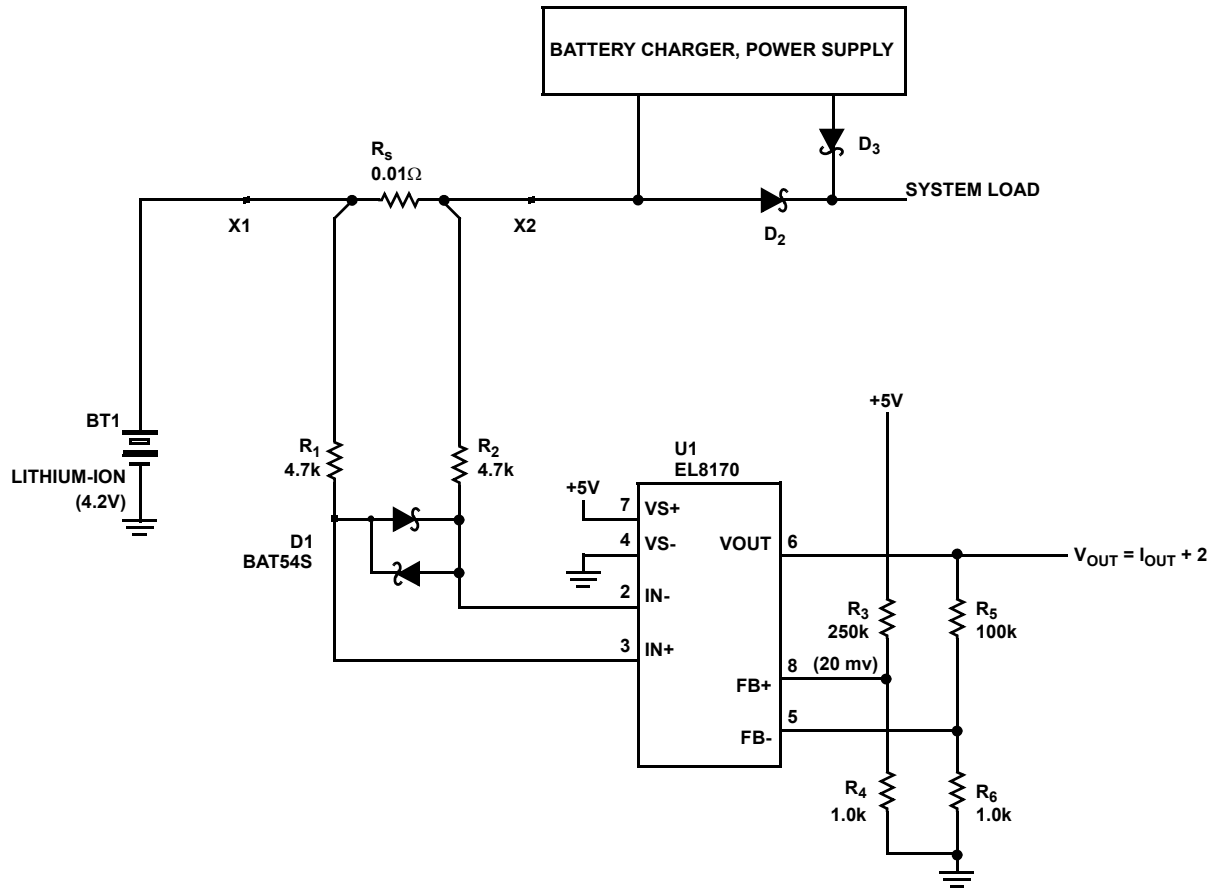 BATTERY CHARGER, POWER SUPPLY
Rs
0.01Ω
D3
SYSTEM LOAD
X1
X2
D2
BT1
LITHIUM-ION
(4.2V)
R1
4.7k
R2
4.7k
D1
BAT54S
U1
EL8170
+5V
+5V
7 VS+
4 VS-
2 IN-
3 IN+
VOUT 6
VOUT = IOUT + 2
R3
250k
R5
100k
8 (20 mv)
FB+
5
FB-
R4
1.0k
R6
1.0k